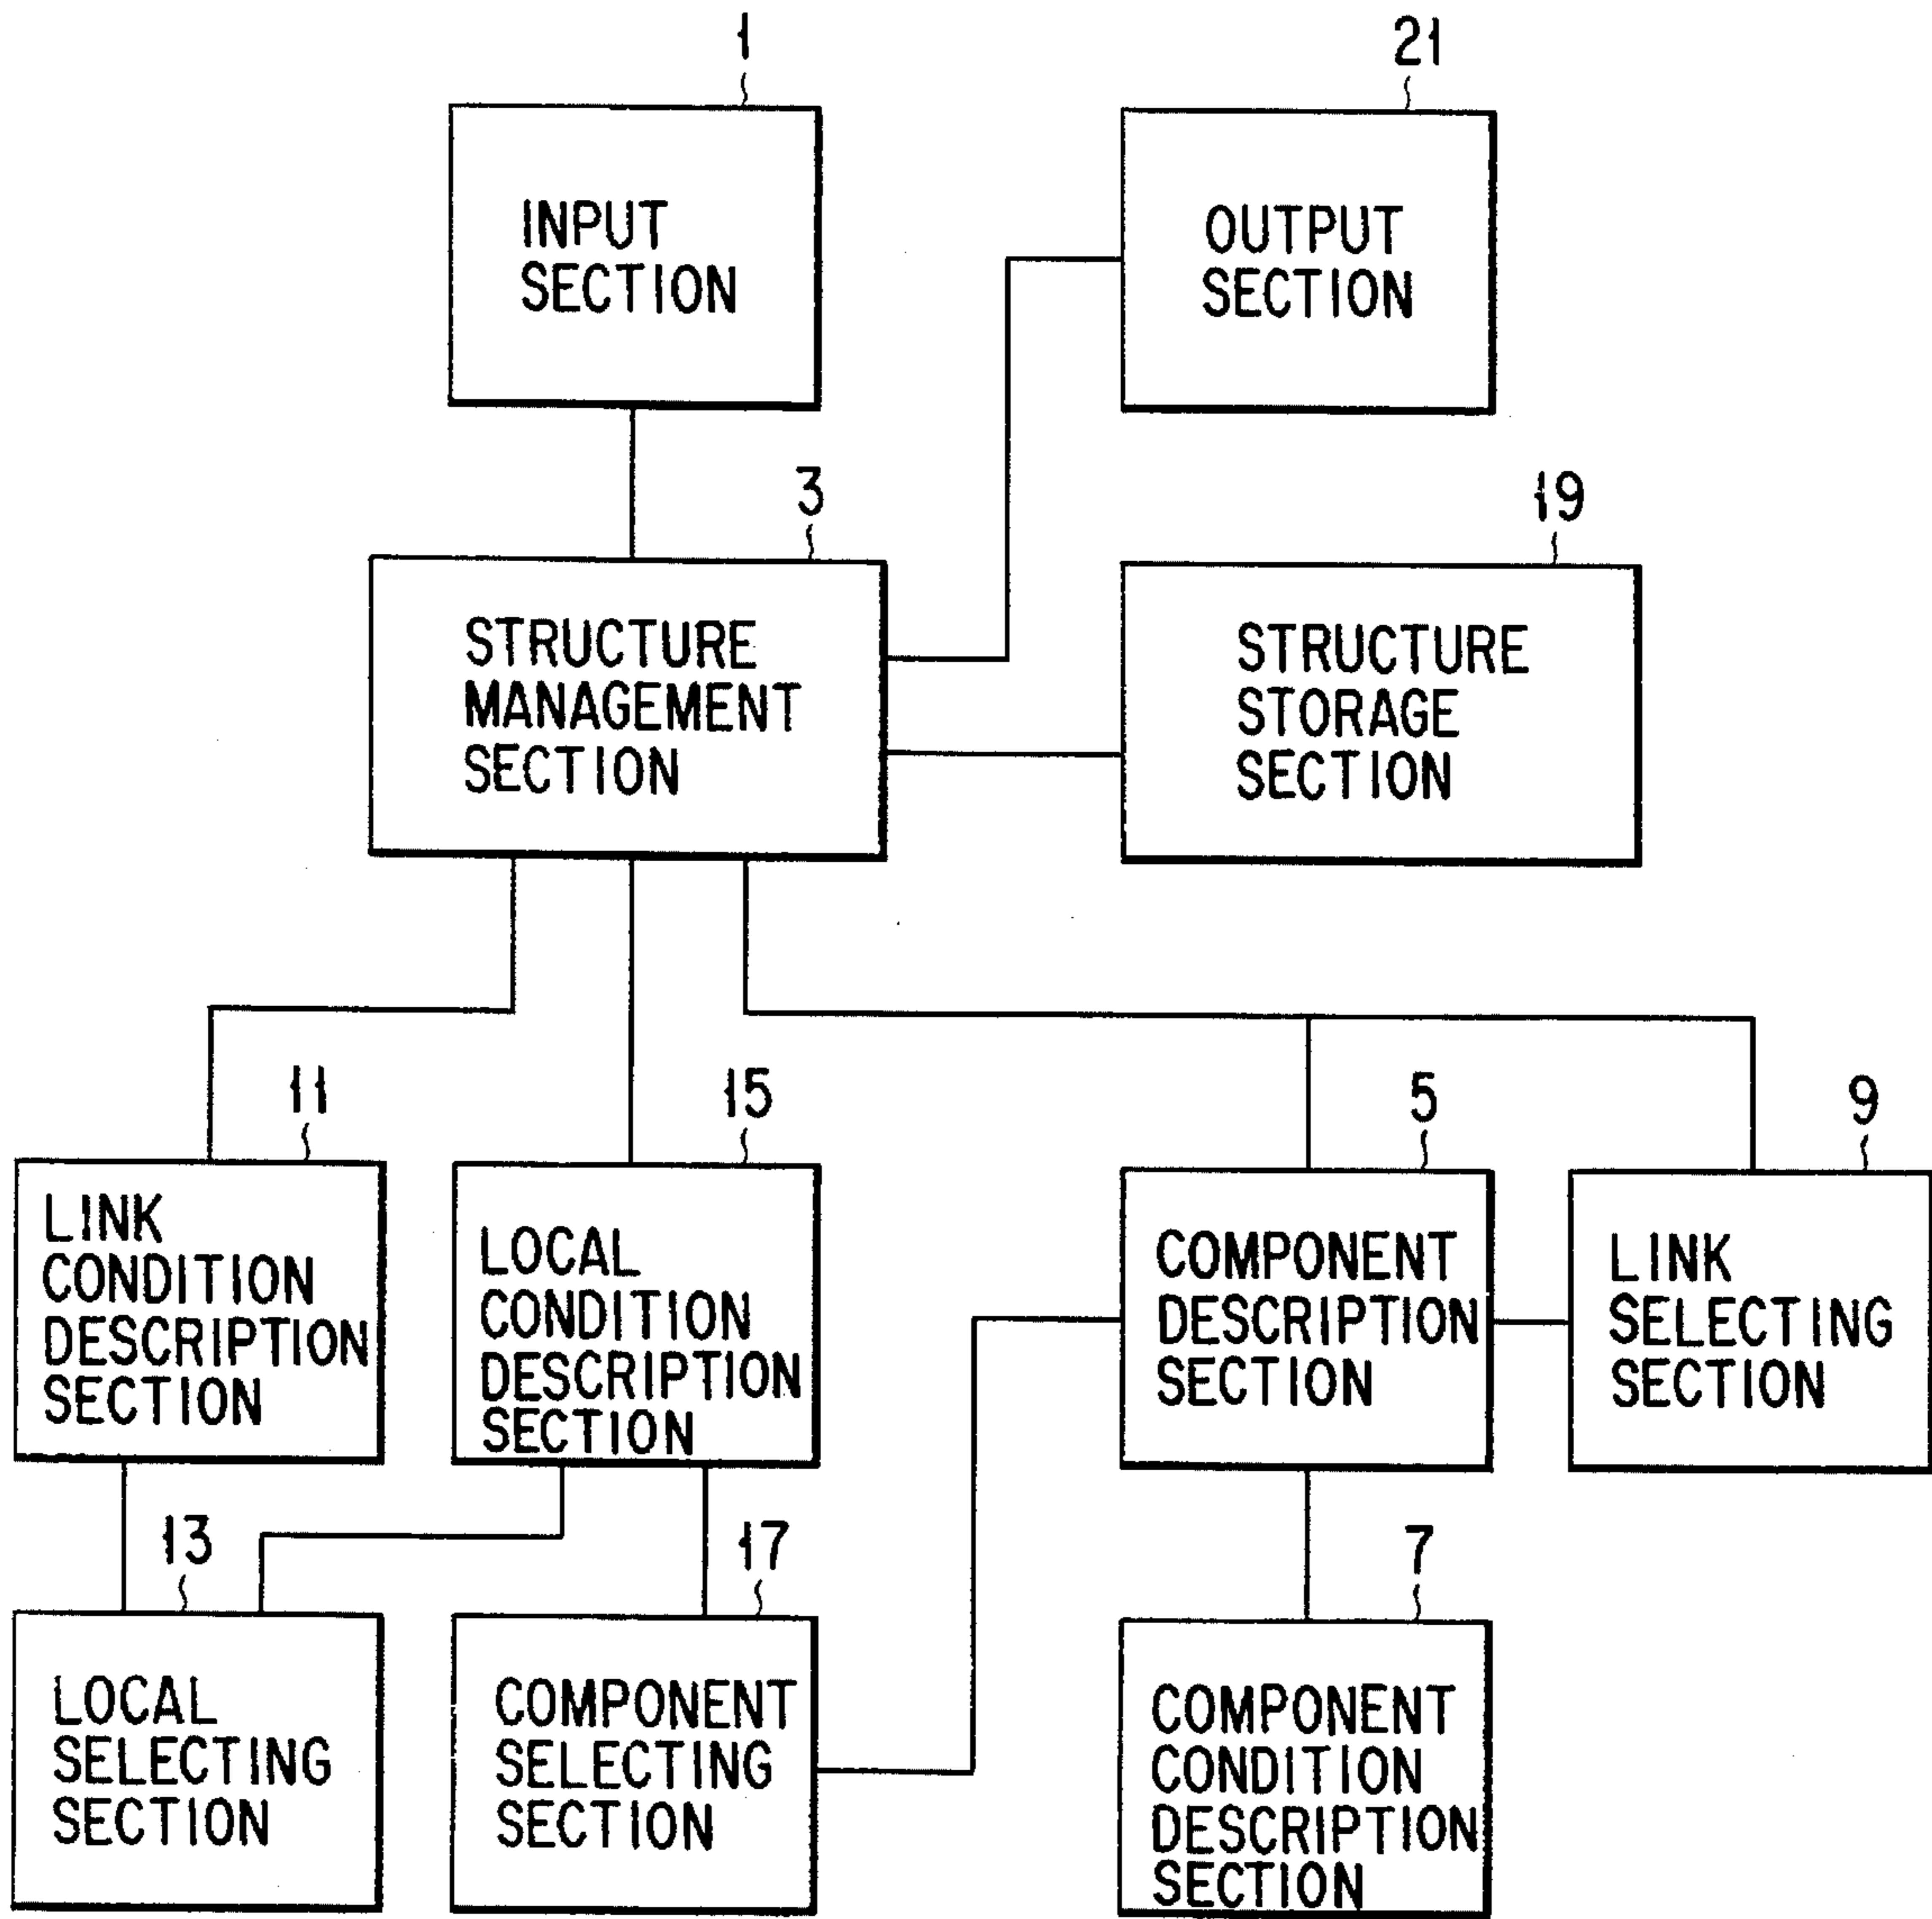 1
INPUT
SECTION
21
OUTPUT
SECTION
3
STRUCTURE
MANAGEMENT
SECTION
19
STRUCTURE
STORAGE
SECTION
11
LINK
CONDITION
DESCRIPTION
SECTION
15
LOCAL
CONDITION
DESCRIPTION
SECTION
5
COMPONENT
DESCRIPTION
SECTION
9
LINK
SELECTING
SECTION
13
LOCAL
SELECTING
SECTION
17
COMPONENT
SELECTING
SECTION
7
COMPONENT
CONDITION
DESCRIPTION
SECTION